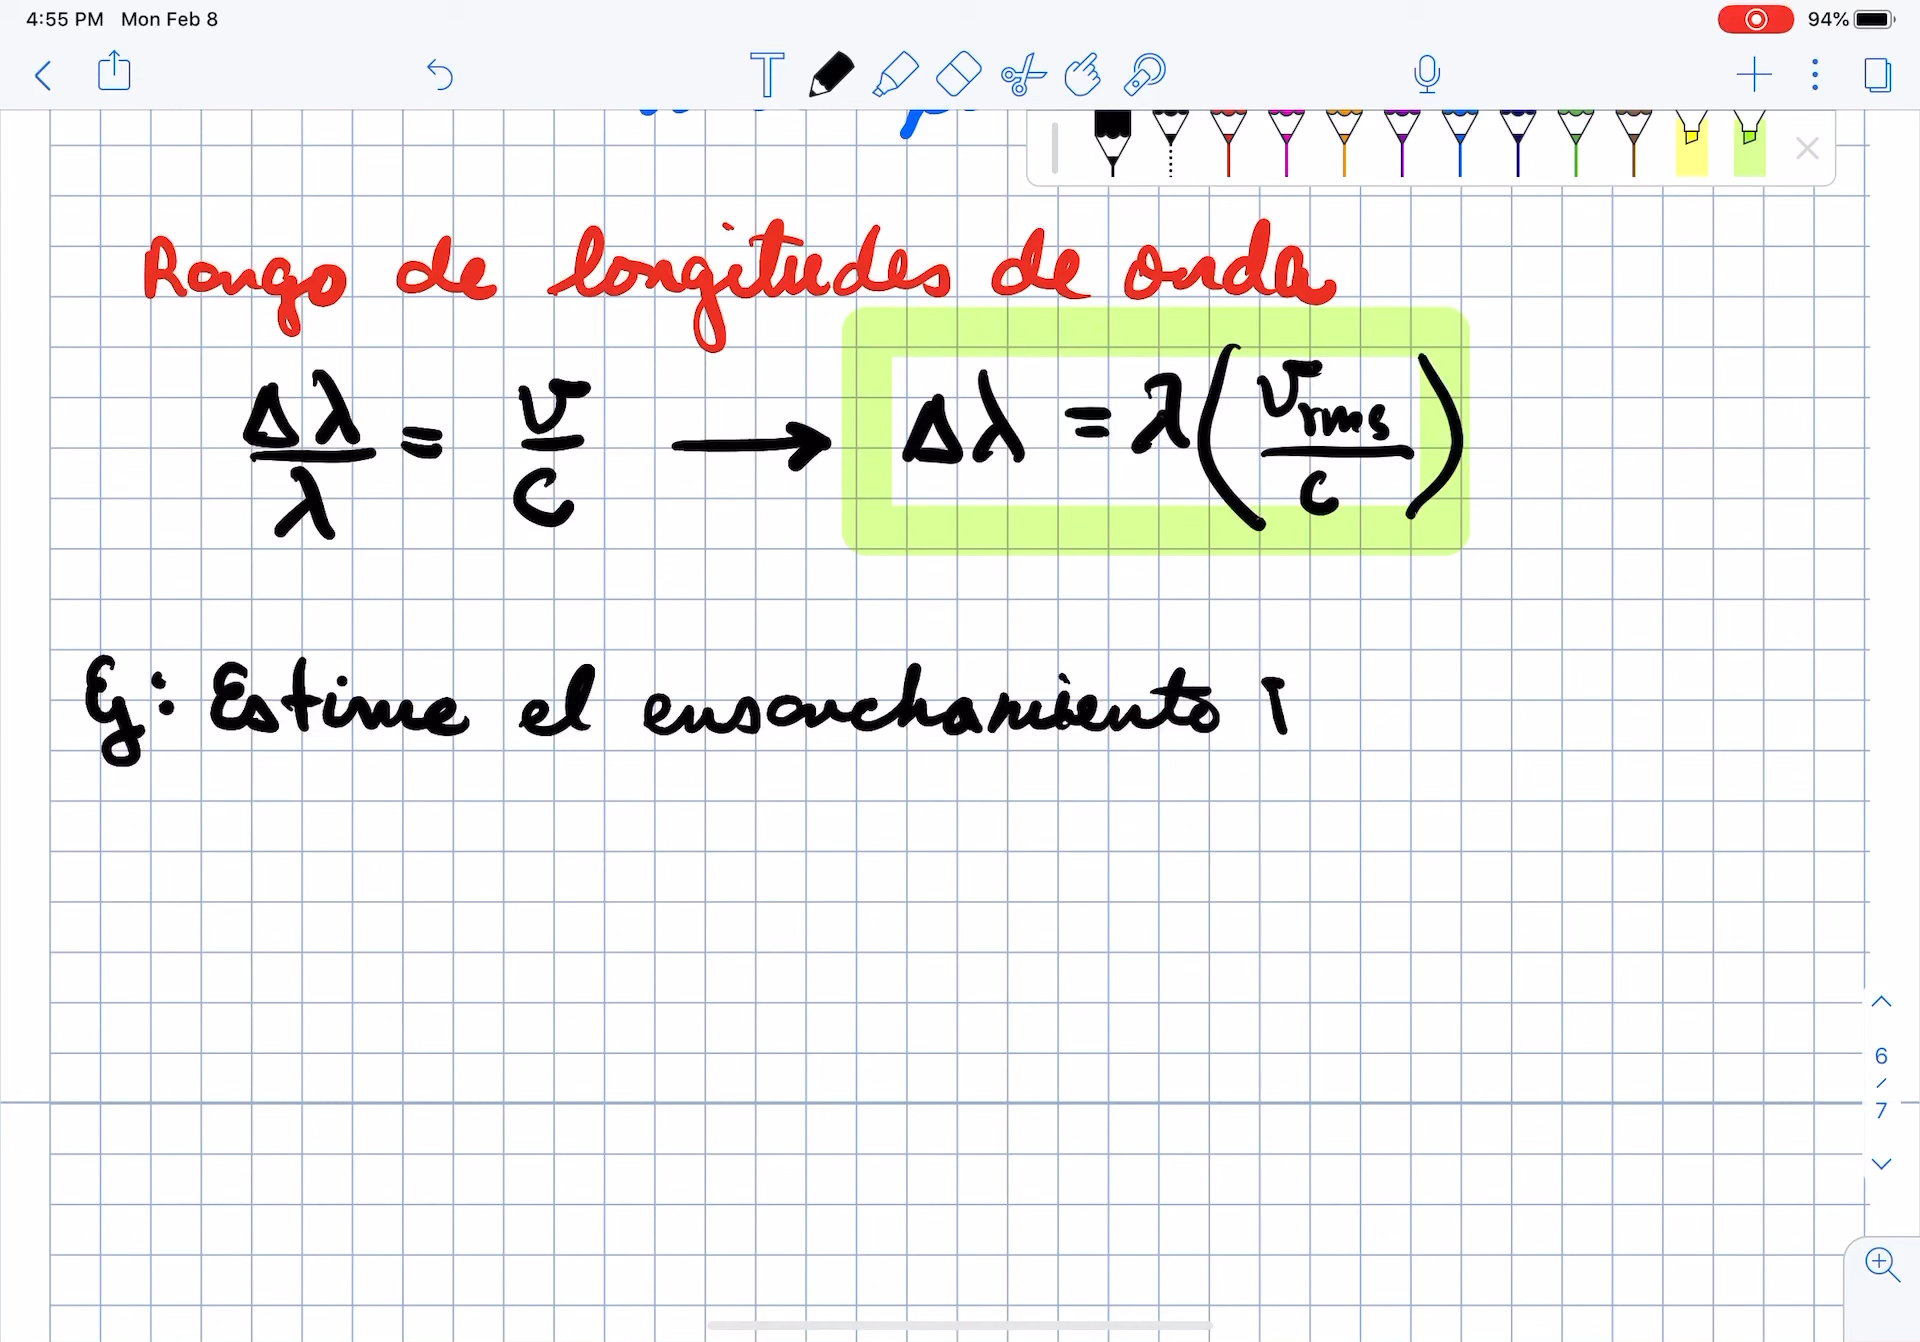 4:55 PM Mon Feb 8 94%
Rango de longitudes de onda
Δλ/λ = v/c → Δλ = λ(v_rms/c)
Ej: Estime el ensanchamiento
6
/
7